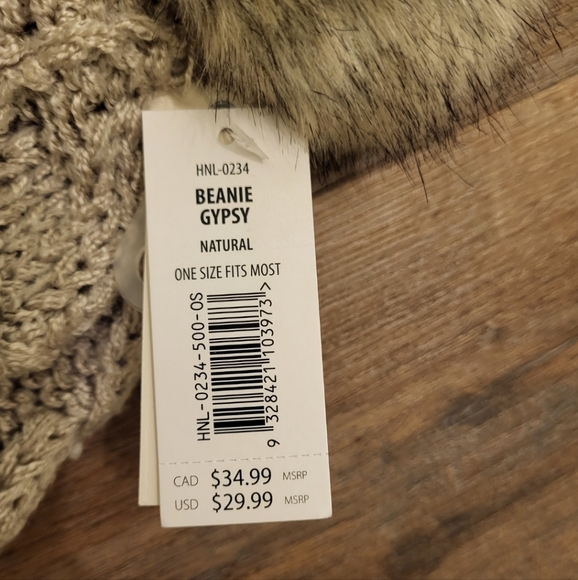 HNL-0234
BEANIE
GYPSY
NATURAL
ONE SIZE FITS MOST
HNL-0234-500-OS
9 328421 103973 >
CAD $34.99 MSRP
USD $29.99 MSRP